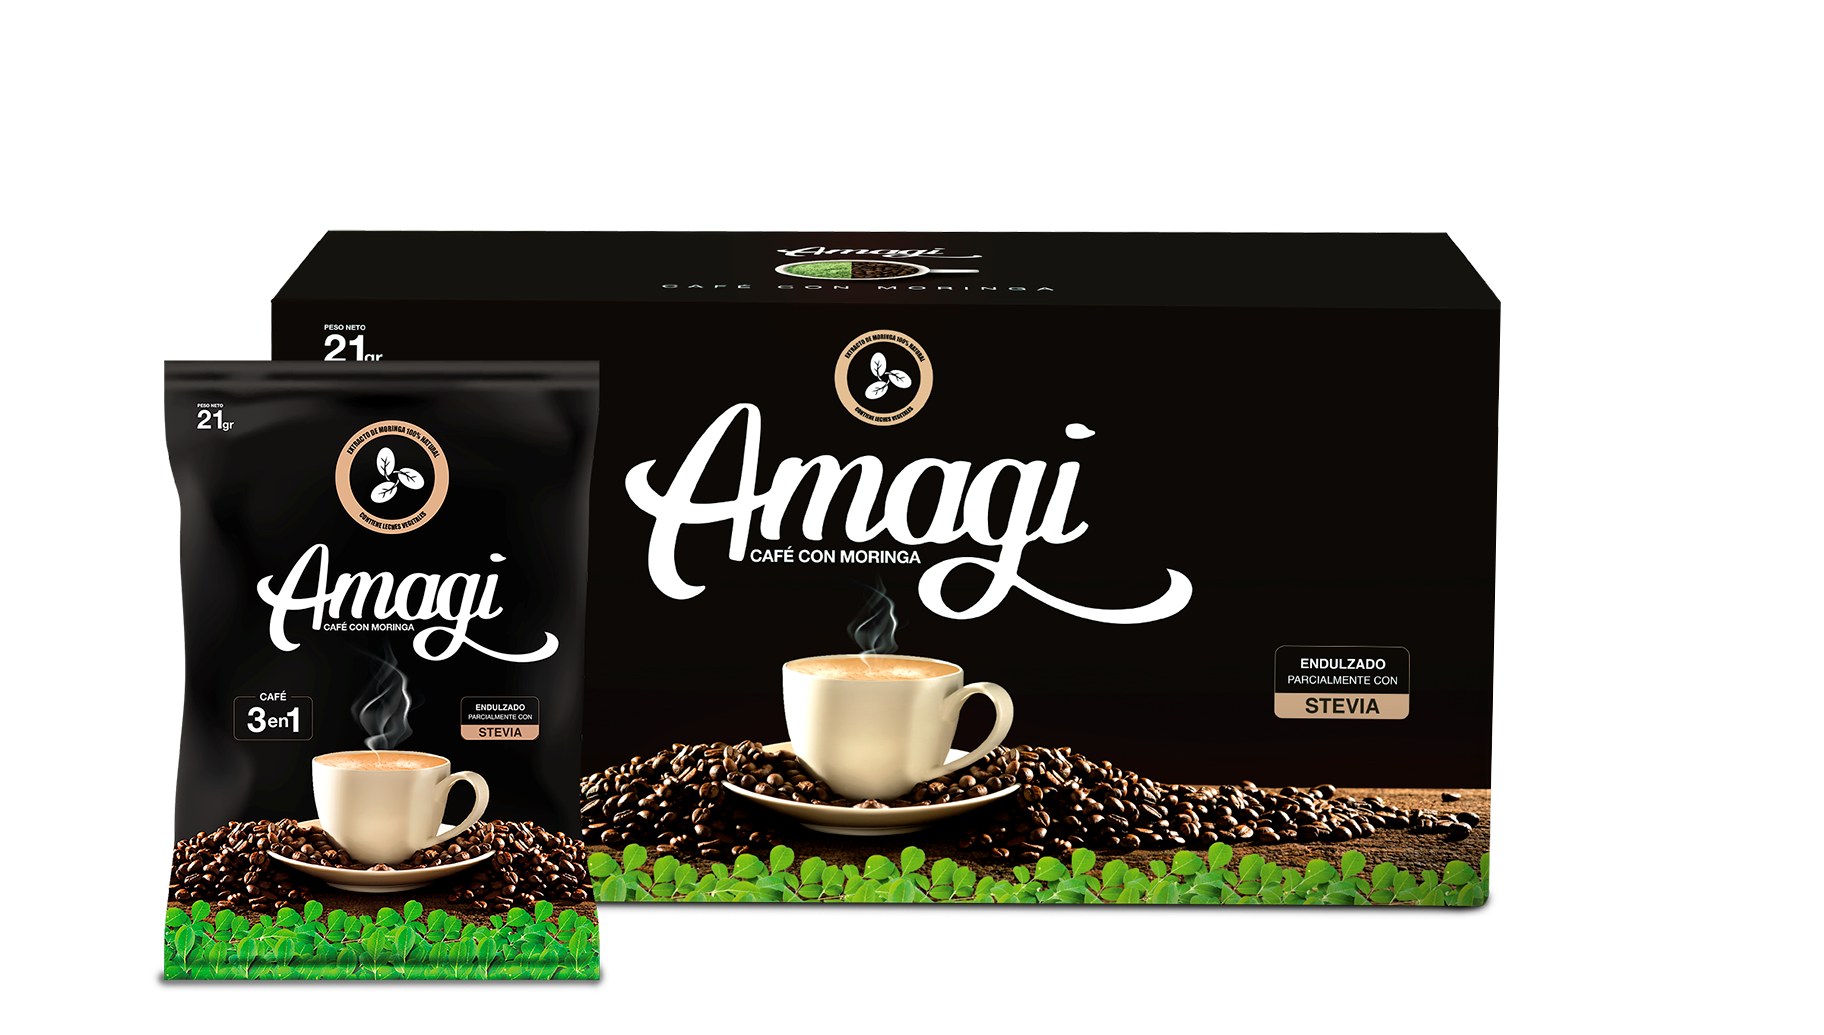 Amagi
CAFÉ CON MORINGA
PESO NETO
21gr
EXTRACTO DE MORINGA 100% NATURAL
CONTIENE LECHES VEGETALES
Amagi
CAFÉ CON MORINGA
ENDULZADO
PARCIALMENTE CON
STEVIA
PESO NETO
21gr
EXTRACTO DE MORINGA 100% NATURAL
CONTIENE LECHES VEGETALES
Amagi
CAFÉ CON MORINGA
CAFÉ
3en1
ENDULZADO
PARCIALMENTE CON
STEVIA